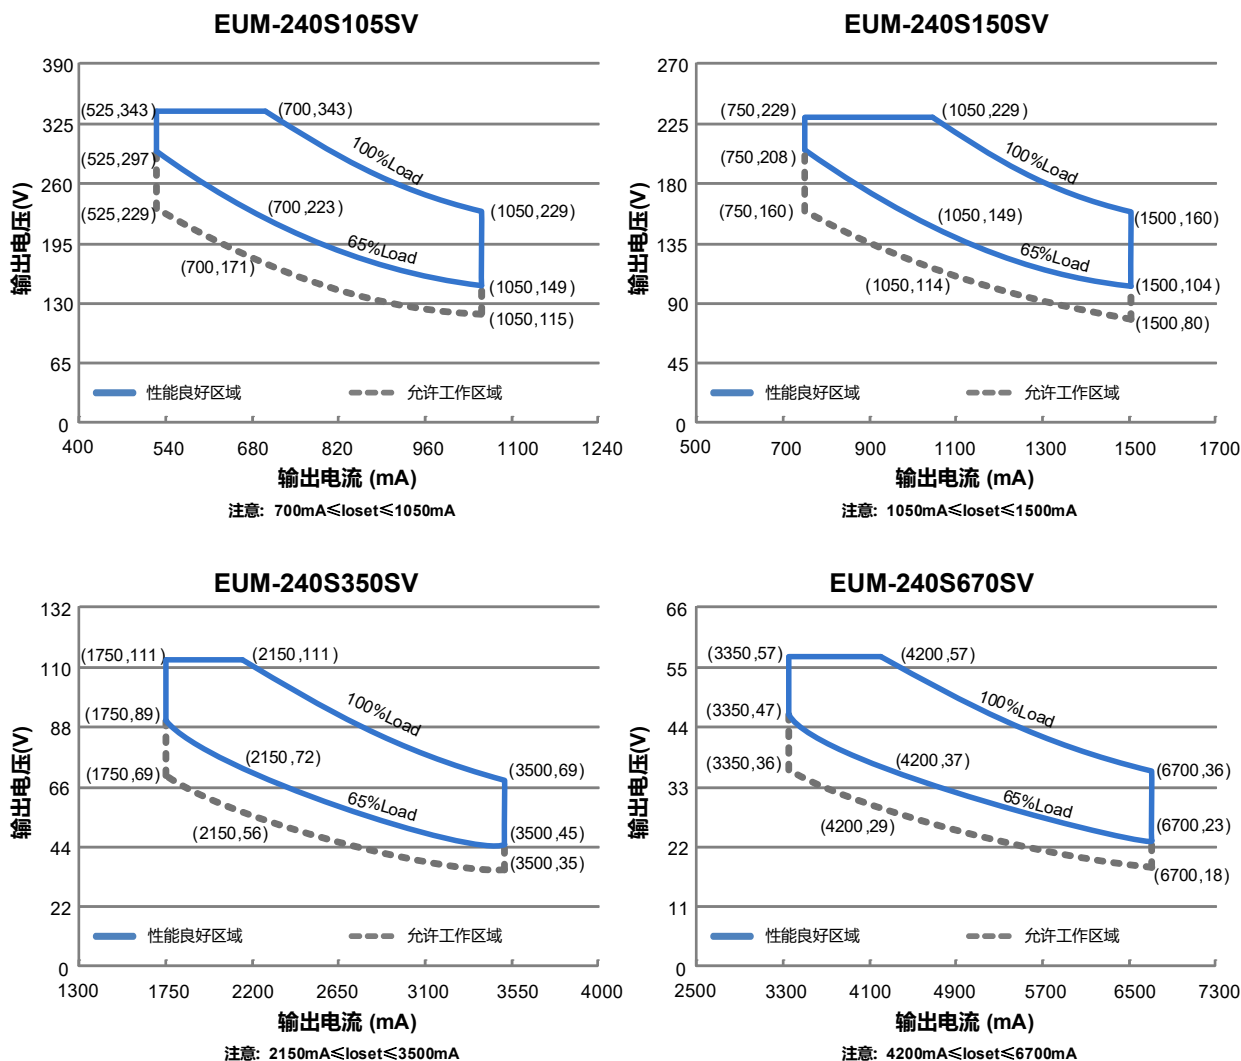 EUM-240S105SV
390
325
260
195
130
65
0
输出电压(V)
(525,343)
(700,343)
100%Load
(525,297)
(700,223)
(1050,229)
(525,229)
65%Load
(700,171)
(1050,149)
(1050,115)
性能良好区域
允许工作区域
400 540 680 820 960 1100 1240
输出电流 (mA)
注意: 700mA≤Ioset≤1050mA
EUM-240S150SV
270
225
180
135
90
45
0
输出电压(V)
(750,229)
(1050,229)
100%Load
(750,208)
(1050,149)
(1500,160)
(750,160)
65%Load
(1050,114)
(1500,104)
(1500,80)
性能良好区域
允许工作区域
500 700 900 1100 1300 1500 1700
输出电流 (mA)
注意: 1050mA≤Ioset≤1500mA
EUM-240S350SV
132
110
88
66
44
22
0
输出电压(V)
(1750,111)
(2150,111)
100%Load
(1750,89)
(2150,72)
(3500,69)
(1750,69)
65%Load
(2150,56)
(3500,45)
(3500,35)
性能良好区域
允许工作区域
1300 1750 2200 2650 3100 3550 4000
输出电流 (mA)
注意: 2150mA≤Ioset≤3500mA
EUM-240S670SV
66
55
44
33
22
11
0
输出电压(V)
(3350,57)
(4200,57)
100%Load
(3350,47)
(4200,37)
(6700,36)
(3350,36)
65%Load
(4200,29)
(6700,23)
(6700,18)
性能良好区域
允许工作区域
2500 3300 4100 4900 5700 6500 7300
输出电流 (mA)
注意: 4200mA≤Ioset≤6700mA